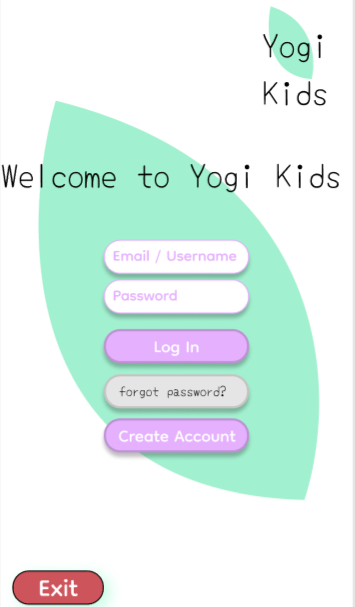 Yogi
Kids
Welcome to Yogi Kids
Email / Username
Password
Log In
forgot password?
Create Account
Exit